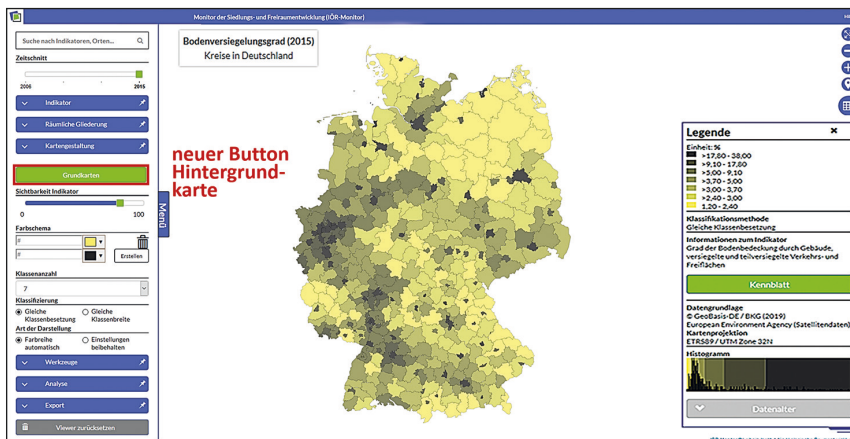 Monitor der Siedlungs- und Freiraumentwicklung (IÖR-Monitor)
Suche nach Indikatoren, Orten...
Zeitschnitt
2006 2015
Indikator
Räumliche Gliederung
Kartengestaltung
Grundkarten
Sichtbarkeit Indikator
0 100
Farbschema
#
#
Erstellen
Klassenanzahl
7
Klassifizierung
Gleiche Klassenbesetzung
Gleiche Klassenbreite
Art der Darstellung
Farbreihe automatisch
Einstellungen beibehalten
Werkzeuge
Analyse
Export
Viewer zurücksetzen
Menü
Bodenversiegelungsgrad (2015)
Kreise in Deutschland
neuer Button
Hintergrund-
karte
Legende
Einheit: %
>17,80 - 38,00
>9,10 - 17,80
>5,00 - 9,10
>3,70 - 5,00
>3,00 - 3,70
>2,40 - 3,00
1,20 - 2,40
Klassifikationsmethode
Gleiche Klassenbesetzung
Informationen zum Indikator
Grad der Bodenbedeckung durch Gebäude,
versiegelte und teilversiegelte Verkehrs- und
Freiflächen
Kennblatt
Datengrundlage
© GeoBasis-DE / BKG (2019)
European Environment Agency (Satellitendaten)
Kartenprojektion
ETRS89 / UTM Zone 32N
Histogramm
Datenalter